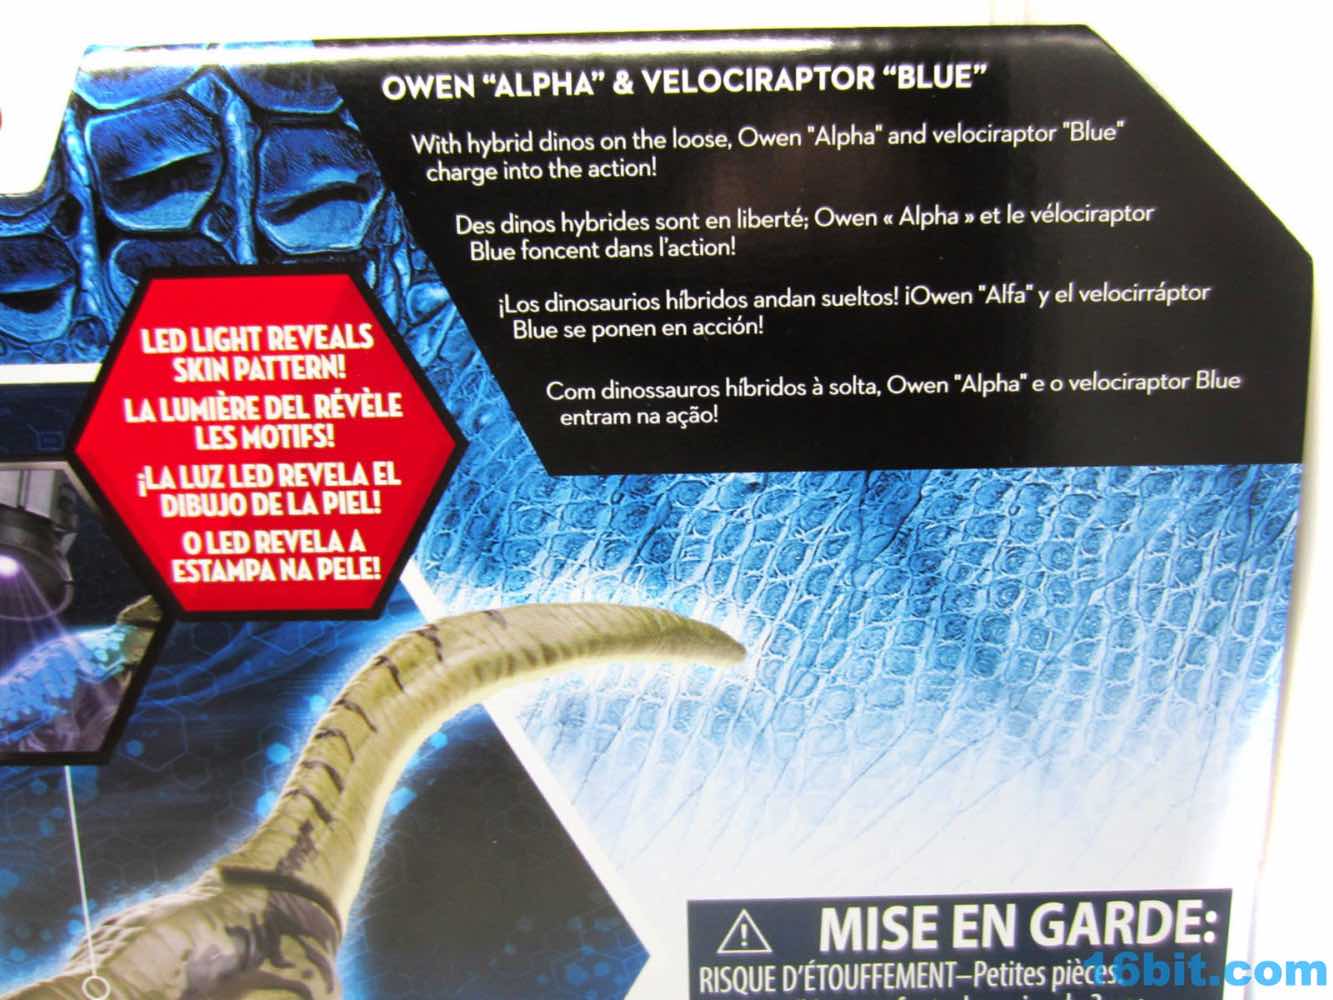 OWEN "ALPHA" & VELOCIRAPTOR "BLUE"
With hybrid dinos on the loose, Owen "Alpha" and velociraptor "Blue"
charge into the action!
Des dinos hybrides sont en liberté; Owen « Alpha » et le vélociraptor
Blue foncent dans l'action!
¡Los dinosaurios híbridos andan sueltos! ¡Owen "Alfa" y el velocirráptor
Blue se ponen en acción!
Com dinossauros híbridos à solta, Owen "Alpha" e o velociraptor Blue
entram na ação!
LED LIGHT REVEALS
SKIN PATTERN!
LA LUMIÈRE DEL RÉVÈLE
LES MOTIFS!
¡LA LUZ LED REVELA EL
DIBUJO DE LA PIEL!
O LED REVELA A
ESTAMPA NA PELE!
MISE EN GARDE:
RISQUE D'ÉTOUFFEMENT–Petites pièces.
16bit.com